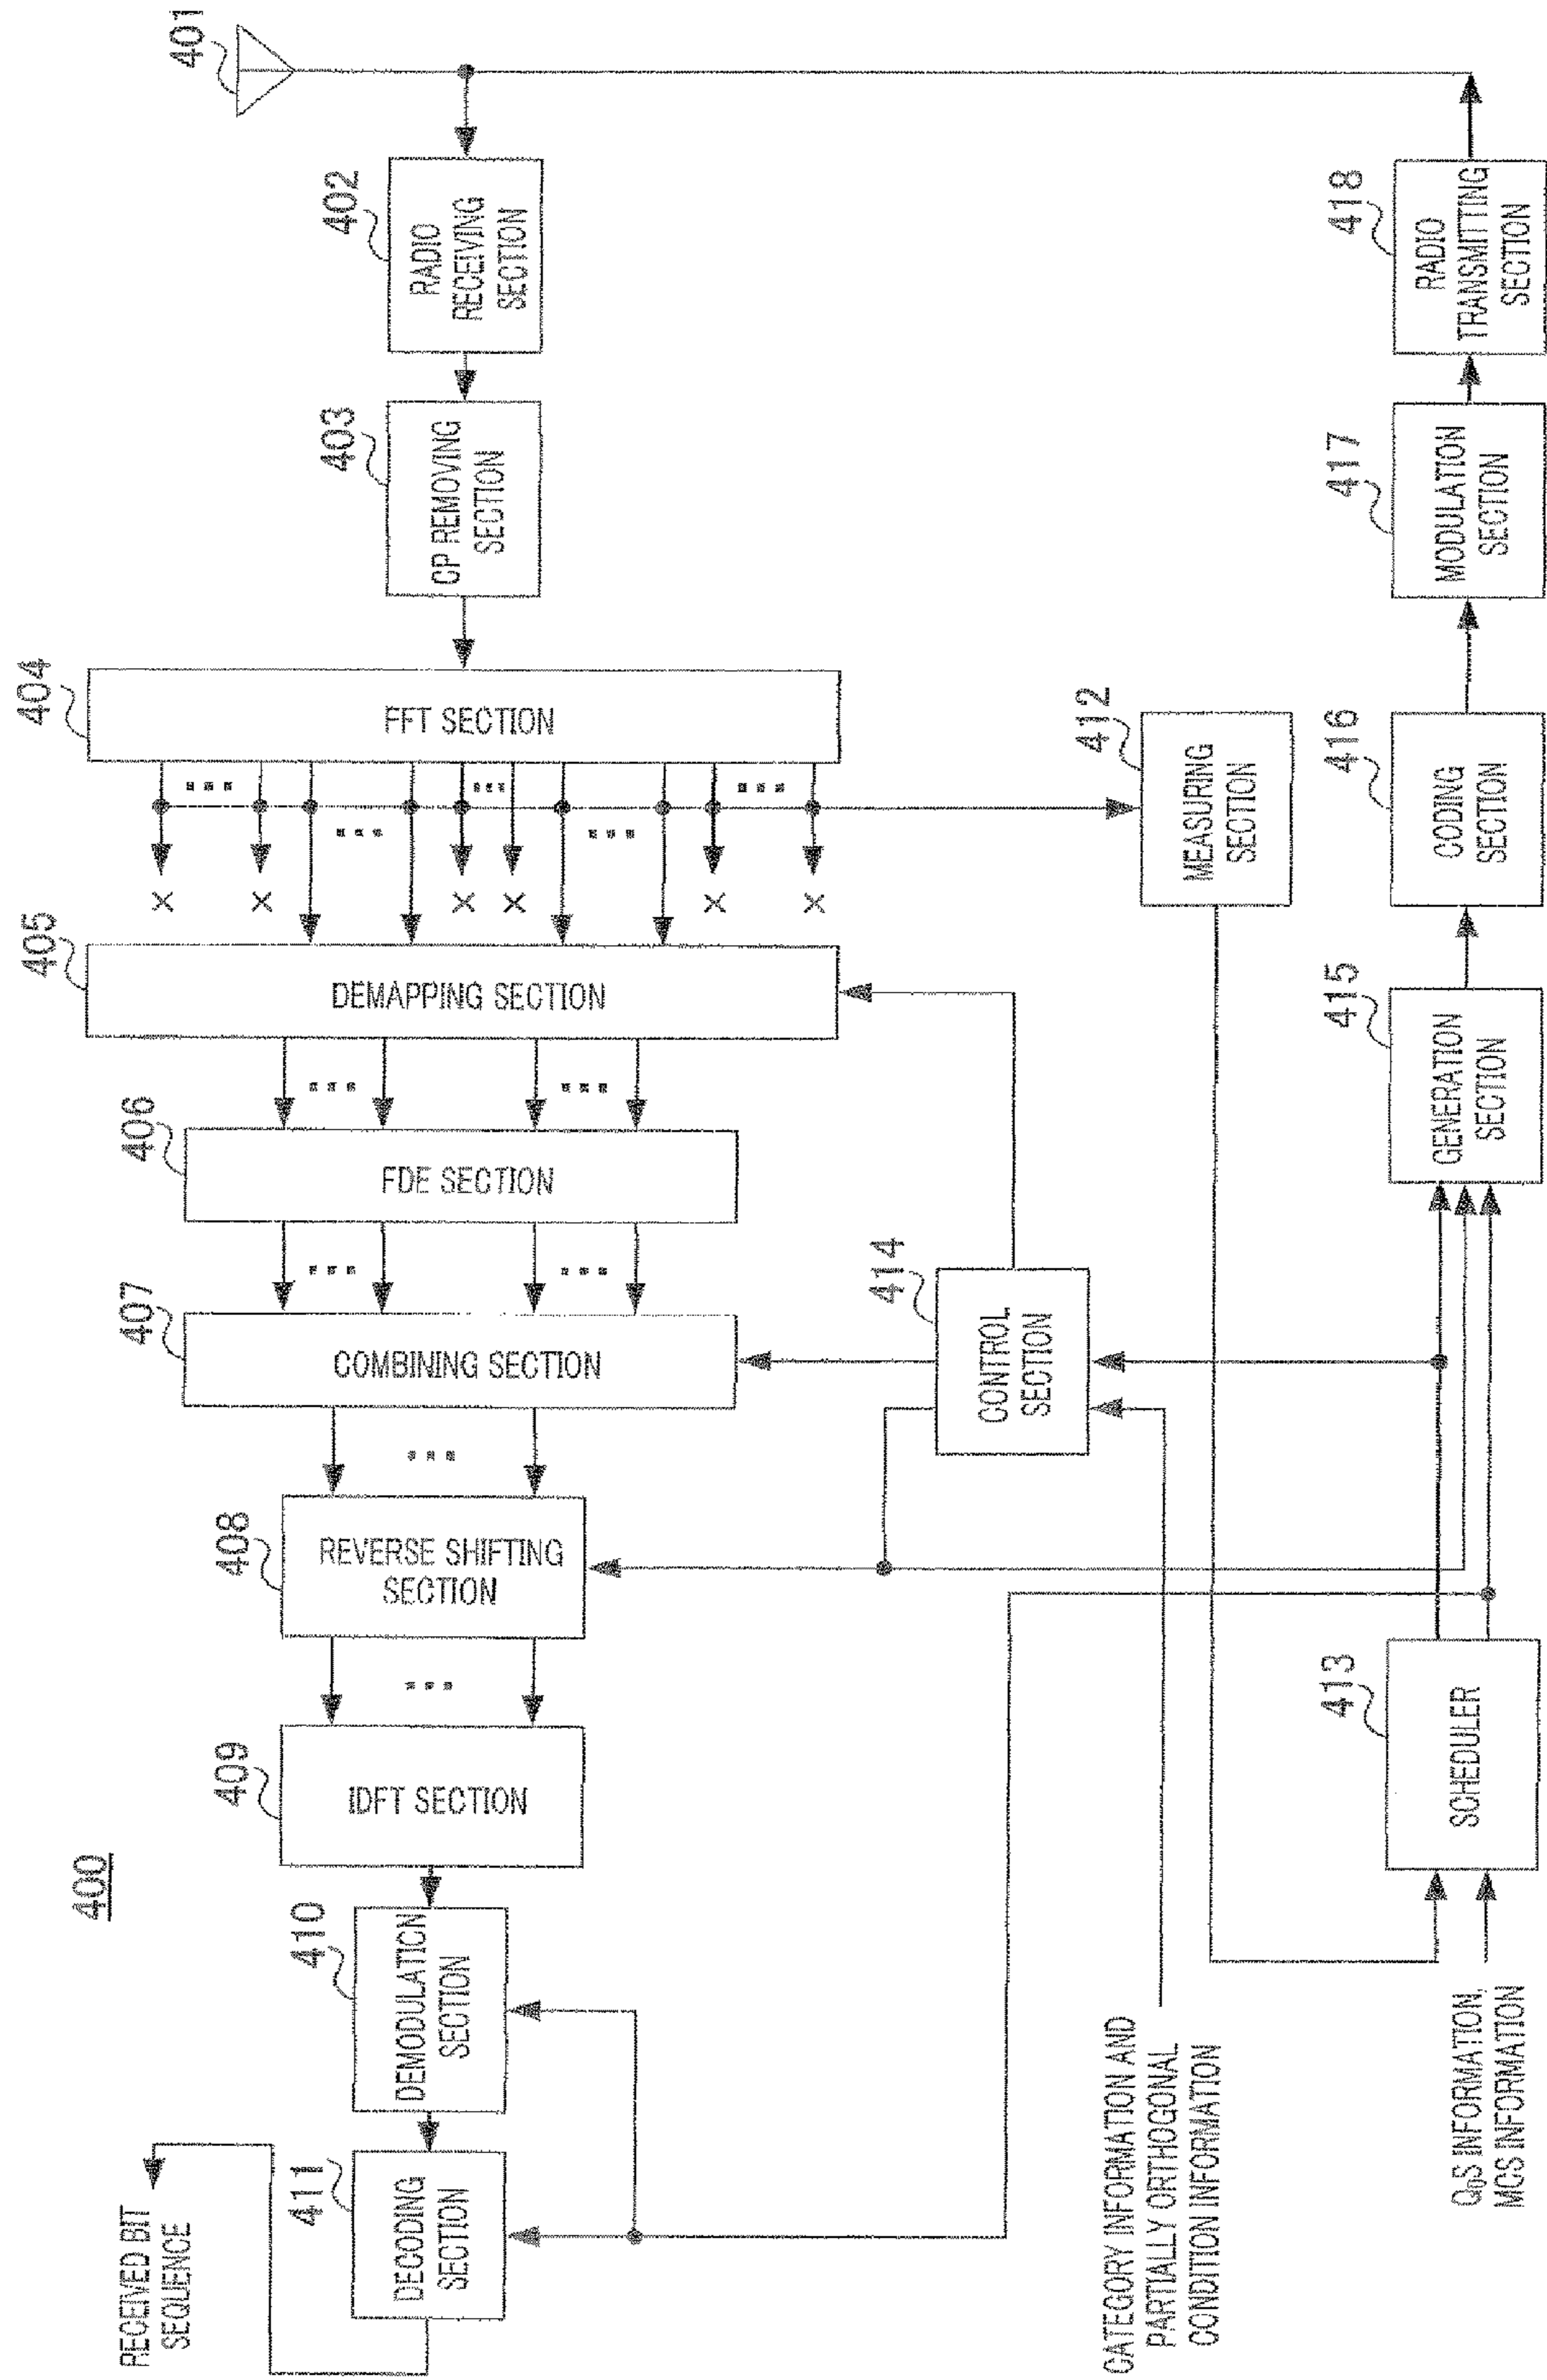 400
401
402
RADIO
RECEIVING
SECTION
403
CP REMOVING
SECTION
404
FFT SECTION
405
DEMAPPING SECTION
406
FDE SECTION
407
COMBINING SECTION
408
REVERSE SHIFTING
SECTION
409
IDFT SECTION
410
DEMODULATION
SECTION
411
DECODING
SECTION
RECEIVED BIT
SEQUENCE
412
MEASURING
SECTION
413
SCHEDULER
414
CONTROL
SECTION
415
GENERATION
SECTION
416
CODING
SECTION
417
MODULATION
SECTION
418
RADIO
TRANSMITTING
SECTION
CATEGORY INFORMATION AND
PARTIALLY ORTHOGONAL
CONDITION INFORMATION
QoS INFORMATION,
MCS INFORMATION
X
X
X
X
X
X